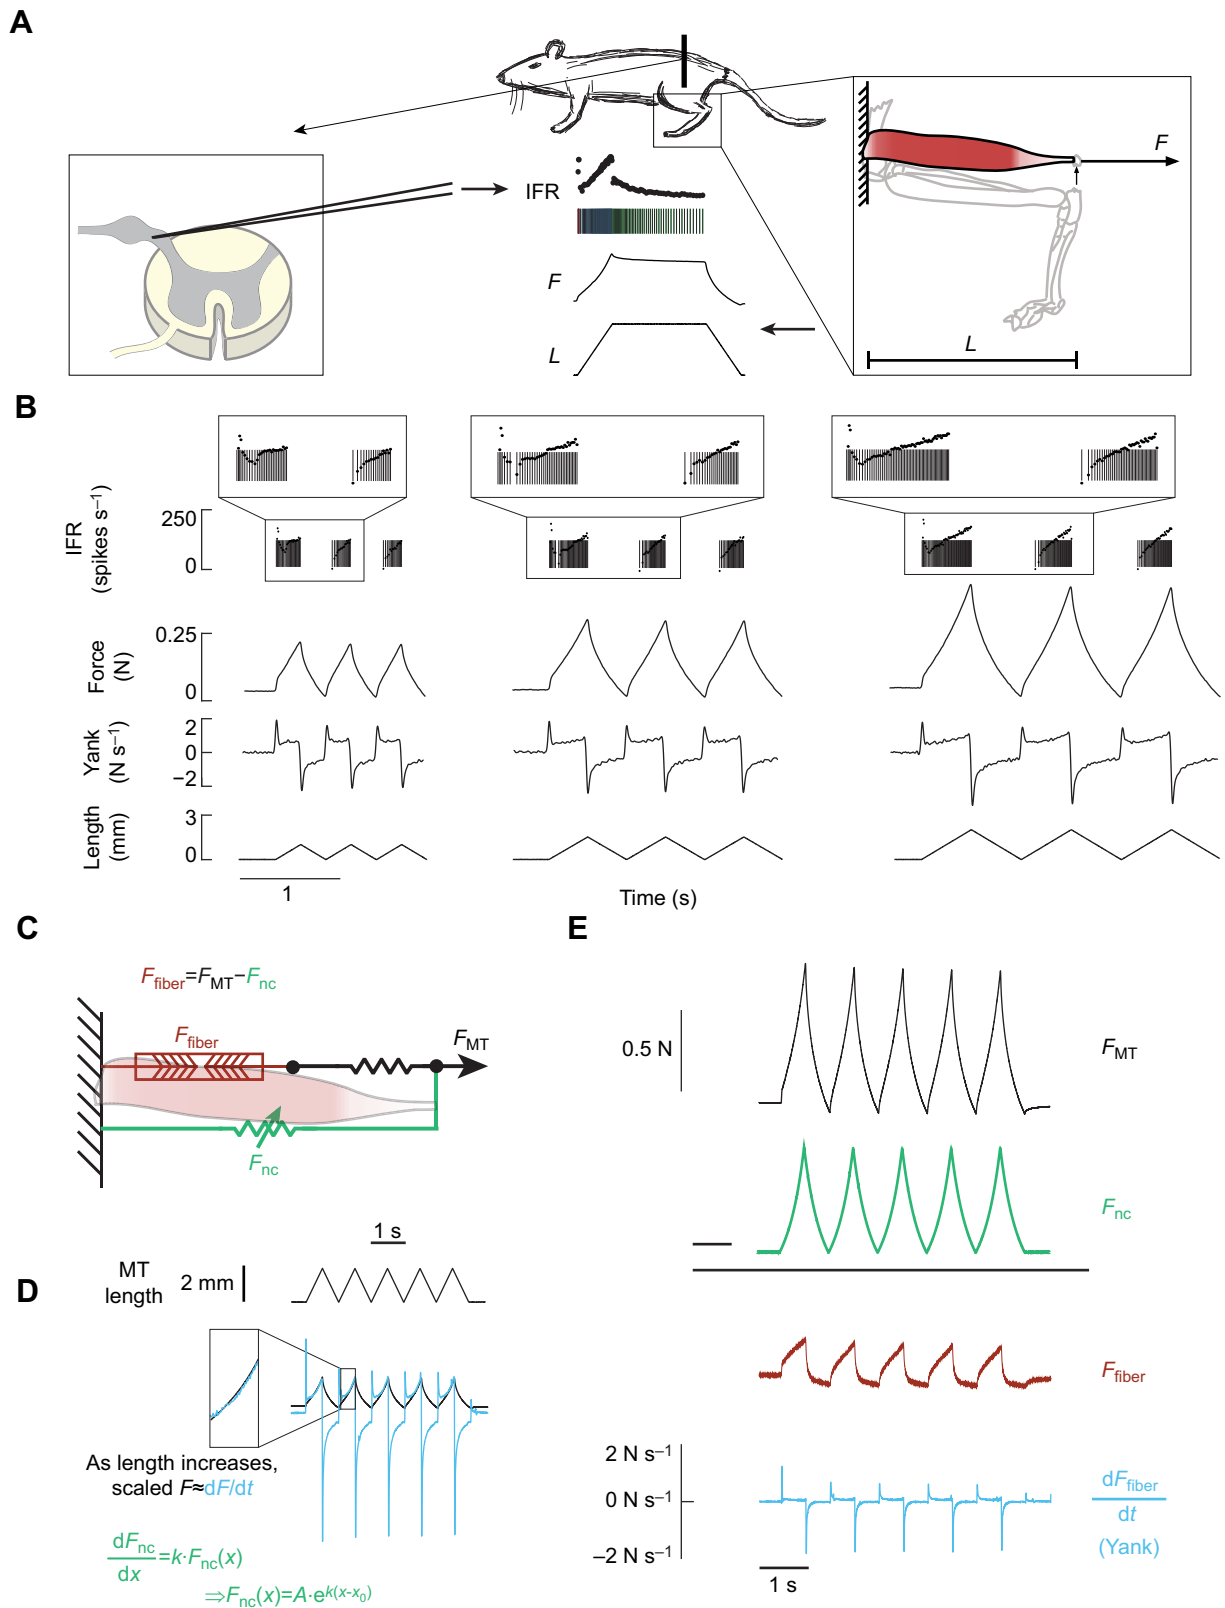 A
IFR
F
L
F
L
B
IFR
(spikes s⁻¹)
250
0
Force
(N)
0.25
0
Yank
(N s⁻¹)
2
0
−2
Length
(mm)
3
0
1
Time (s)
C
F_fiber=F_MT−F_nc
F_fiber
F_MT
F_nc
D
1 s
MT
length
2 mm
As length increases,
scaled F≈dF/dt
dF_nc/dx=k·F_nc(x)
⇒F_nc(x)=A·e^k(x-x₀)
E
0.5 N
F_MT
F_nc
F_fiber
2 N s⁻¹
0 N s⁻¹
−2 N s⁻¹
dF_fiber
dt
(Yank)
1 s